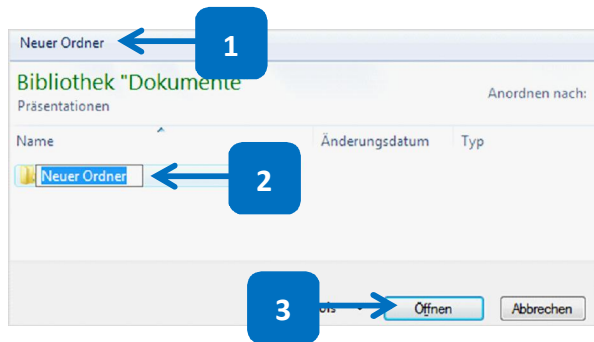 Neuer Ordner
1
Bibliothek "Dokumente
Präsentationen
Anordnen nach:
Name Änderungsdatum Typ
Neuer Ordner
2
3
Öffnen Abbrechen